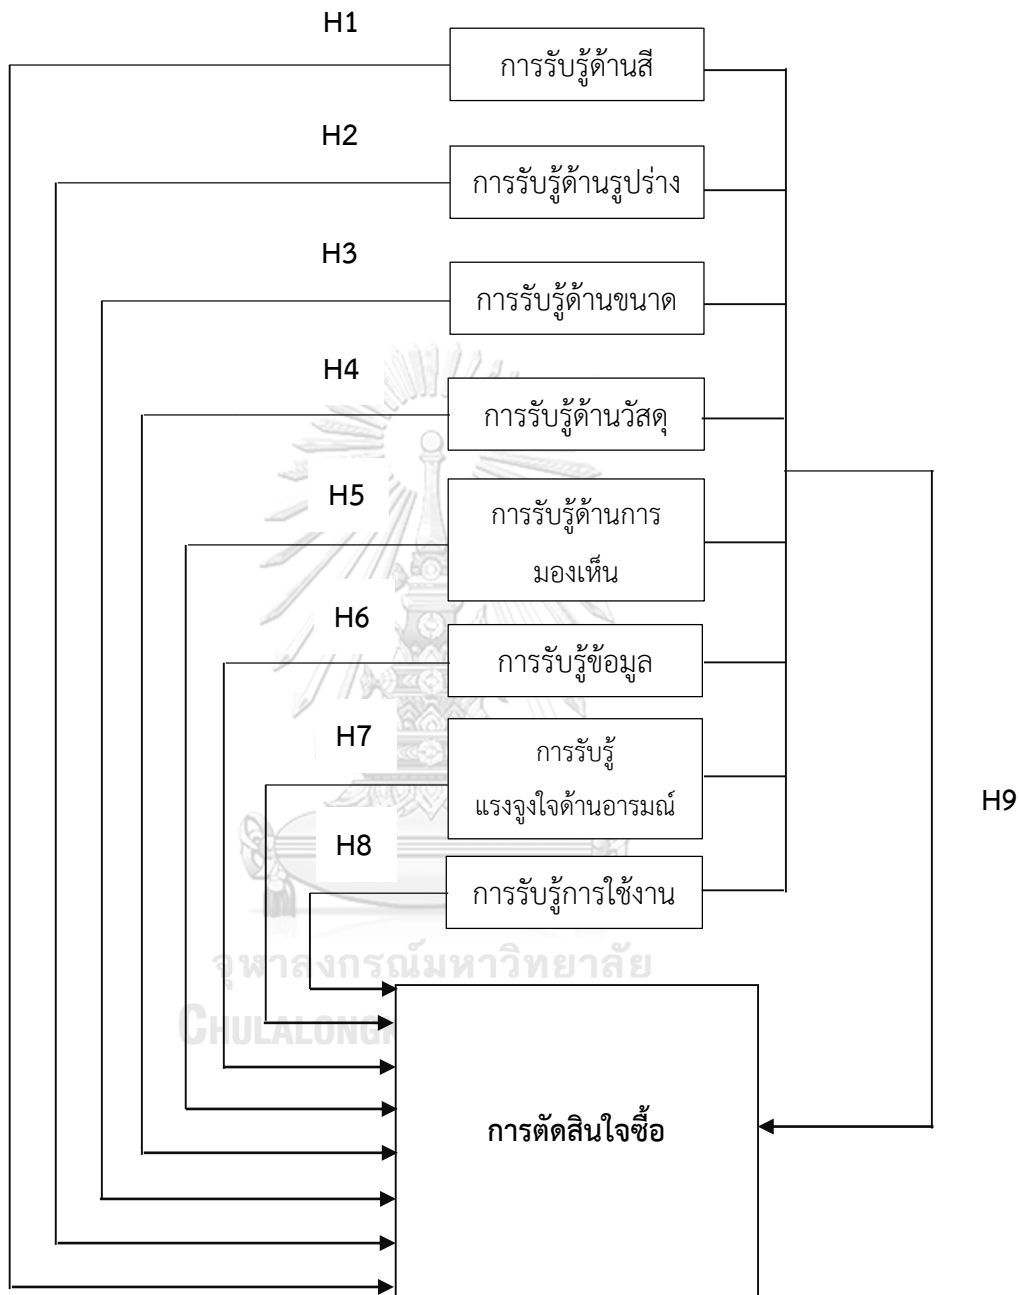 H1
การรับรู้ด้านสี
H2
การรับรู้ด้านรูปร่าง
H3
การรับรู้ด้านขนาด
H4
การรับรู้ด้านวัสดุ
H5
การรับรู้ด้านการ
มองเห็น
H6
การรับรู้ข้อมูล
H7
การรับรู้
แรงจูงใจด้านอารมณ์
H9
H8
การรับรู้การใช้งาน
จุฬาลงกรณ์มหาวิทยาลัย
การตัดสินใจซื้อ